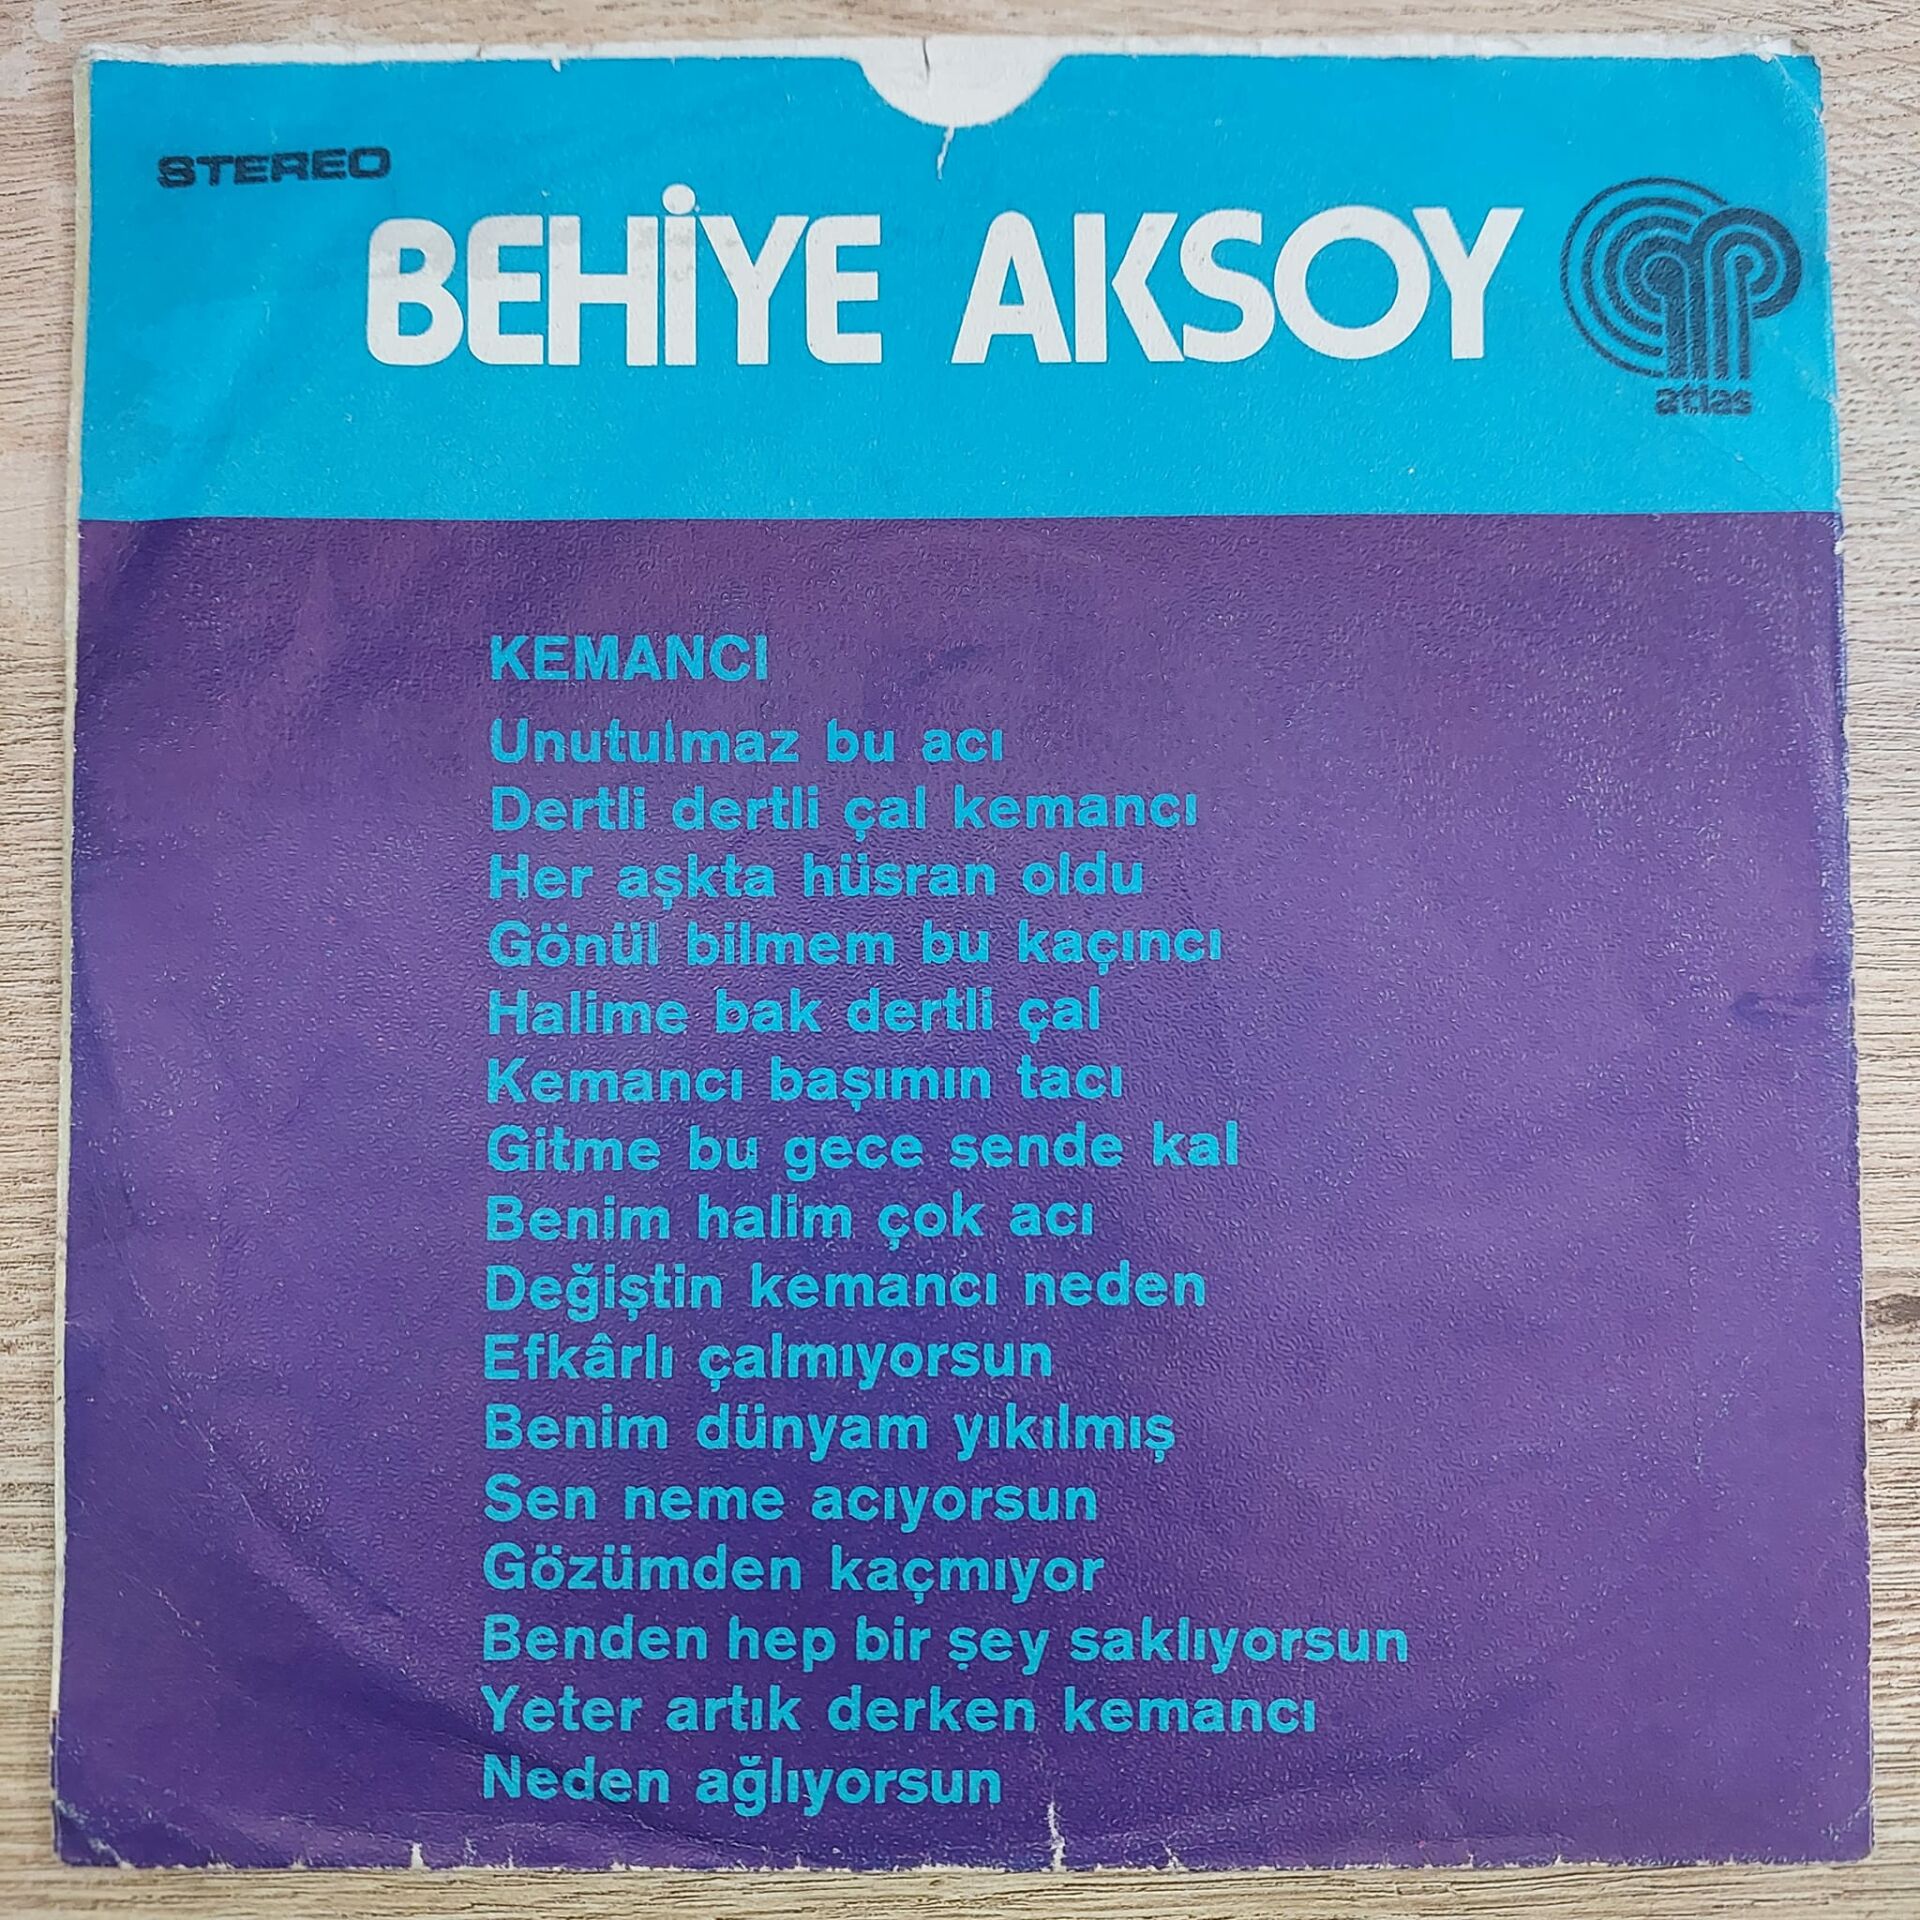 STEREO
BEHİYE AKSOY
atlas
KEMANCI
Unutulmaz bu acı
Dertli dertli çal kemancı
Her aşkta hüsran oldu
Gönül bilmem bu kaçıncı
Halime bak dertli çal
Kemancı başımın tacı
Gitme bu gece sende kal
Benim halim çok acı
Değiştin kemancı neden
Efkârlı çalmıyorsun
Benim dünyam yıkılmış
Sen neme acıyorsun
Gözümden kaçmıyor
Benden hep bir şey saklıyorsun
Yeter artık derken kemancı
Neden ağlıyorsun